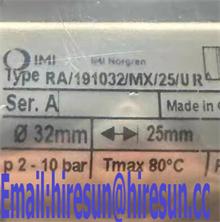 IMI IMI Norgren
Type RA/191032/MX/25/UR
Ser. A Made in
Ø 32mm 25mm
p 2-10 bar Tmax 80°C
Email:hiresun@hiresun.cc